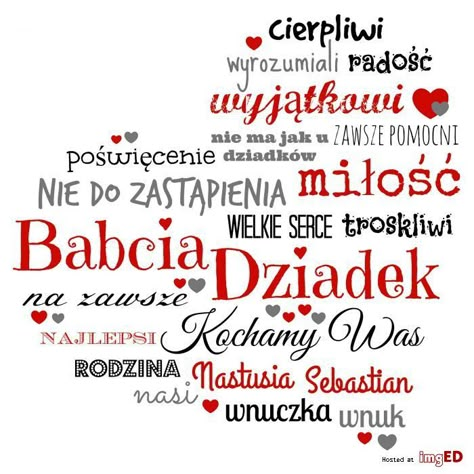 cierpliwi
wyrozumiali radość
wyjątkowi
nie ma jak u dziadków
ZAWSZE POMOCNI
poświęcenie
NIE DO ZASTĄPIENIA
miłość
WIELKIE SERCE troskliwi
Babcia Dziadek
na zawsze
NAJLEPSI Kochamy Was
RODZINA
nasi Nastusia Sebastian
wnuczka wnuk
Hosted at imgED